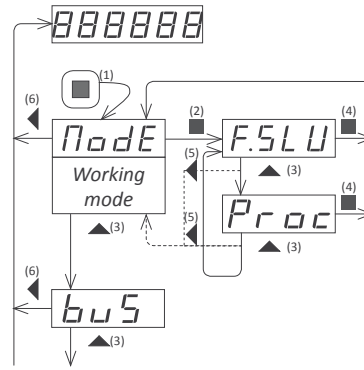 888888
(1)
(6)
(2)
(4)
ModE
F.SLU
Working
mode
(5)
(3)
(4)
Proc
(5)
(3)
(3)
(6)
buS
(3)